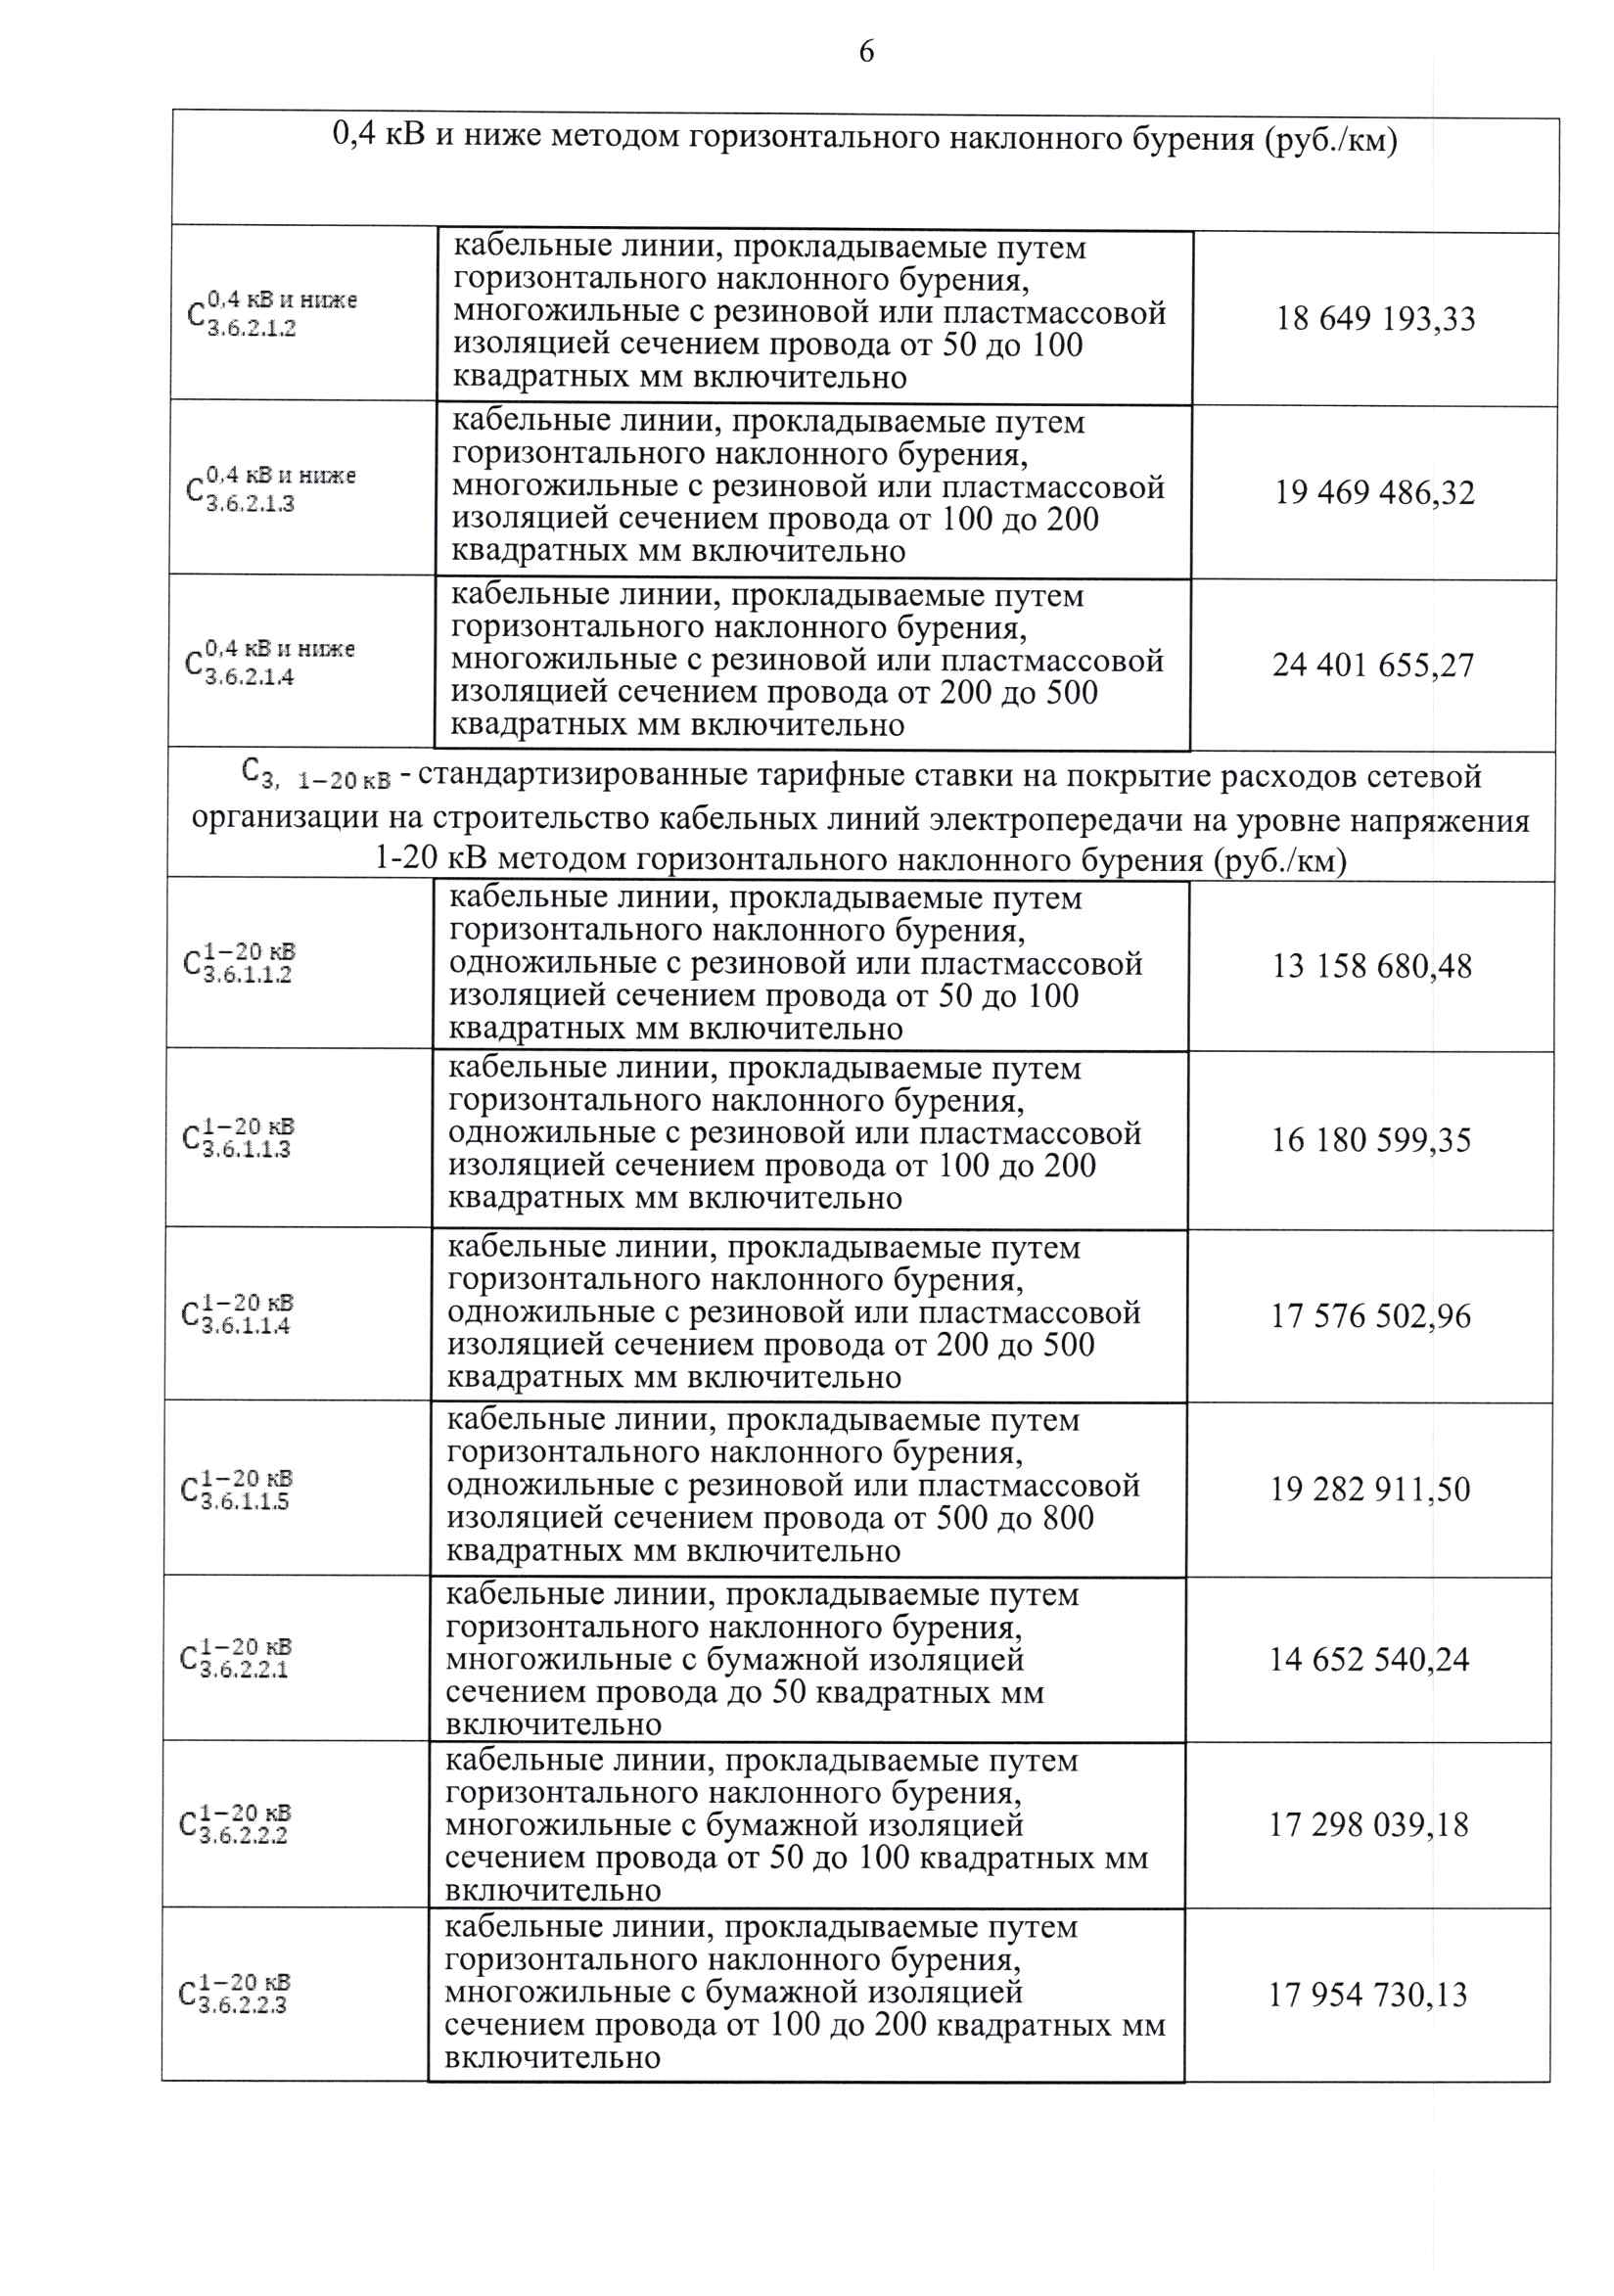 6
0,4 кВ и ниже методом горизонтального наклонного бурения (руб./км)
С 0,4 кВ и ниже 3.6.2.1.2
кабельные линии, прокладываемые путем
горизонтального наклонного бурения,
многожильные с резиновой или пластмассовой
изоляцией сечением провода от 50 до 100
квадратных мм включительно
18 649 193,33
С 0,4 кВ и ниже 3.6.2.1.3
кабельные линии, прокладываемые путем
горизонтального наклонного бурения,
многожильные с резиновой или пластмассовой
изоляцией сечением провода от 100 до 200
квадратных мм включительно
19 469 486,32
С 0,4 кВ и ниже 3.6.2.1.4
кабельные линии, прокладываемые путем
горизонтального наклонного бурения,
многожильные с резиновой или пластмассовой
изоляцией сечением провода от 200 до 500
квадратных мм включительно
24 401 655,27
С3, 1–20 кВ - стандартизированные тарифные ставки на покрытие расходов сетевой
организации на строительство кабельных линий электропередачи на уровне напряжения
1-20 кВ методом горизонтального наклонного бурения (руб./км)
С 1–20 кВ 3.6.1.1.2
кабельные линии, прокладываемые путем
горизонтального наклонного бурения,
одножильные с резиновой или пластмассовой
изоляцией сечением провода от 50 до 100
квадратных мм включительно
13 158 680,48
С 1–20 кВ 3.6.1.1.3
кабельные линии, прокладываемые путем
горизонтального наклонного бурения,
одножильные с резиновой или пластмассовой
изоляцией сечением провода от 100 до 200
квадратных мм включительно
16 180 599,35
С 1–20 кВ 3.6.1.1.4
кабельные линии, прокладываемые путем
горизонтального наклонного бурения,
одножильные с резиновой или пластмассовой
изоляцией сечением провода от 200 до 500
квадратных мм включительно
17 576 502,96
С 1–20 кВ 3.6.1.1.5
кабельные линии, прокладываемые путем
горизонтального наклонного бурения,
одножильные с резиновой или пластмассовой
изоляцией сечением провода от 500 до 800
квадратных мм включительно
19 282 911,50
С 1–20 кВ 3.6.2.2.1
кабельные линии, прокладываемые путем
горизонтального наклонного бурения,
многожильные с бумажной изоляцией
сечением провода до 50 квадратных мм
включительно
14 652 540,24
С 1–20 кВ 3.6.2.2.2
кабельные линии, прокладываемые путем
горизонтального наклонного бурения,
многожильные с бумажной изоляцией
сечением провода от 50 до 100 квадратных мм
включительно
17 298 039,18
С 1–20 кВ 3.6.2.2.3
кабельные линии, прокладываемые путем
горизонтального наклонного бурения,
многожильные с бумажной изоляцией
сечением провода от 100 до 200 квадратных мм
включительно
17 954 730,13